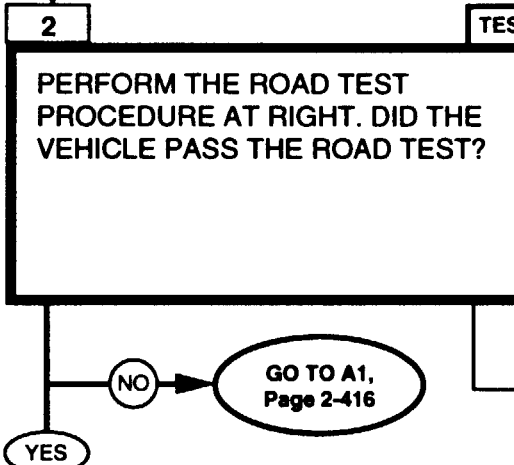 2
TES
PERFORM THE ROAD TEST
PROCEDURE AT RIGHT. DID THE
VEHICLE PASS THE ROAD TEST?
NO
GO TO A1,
Page 2-416
YES